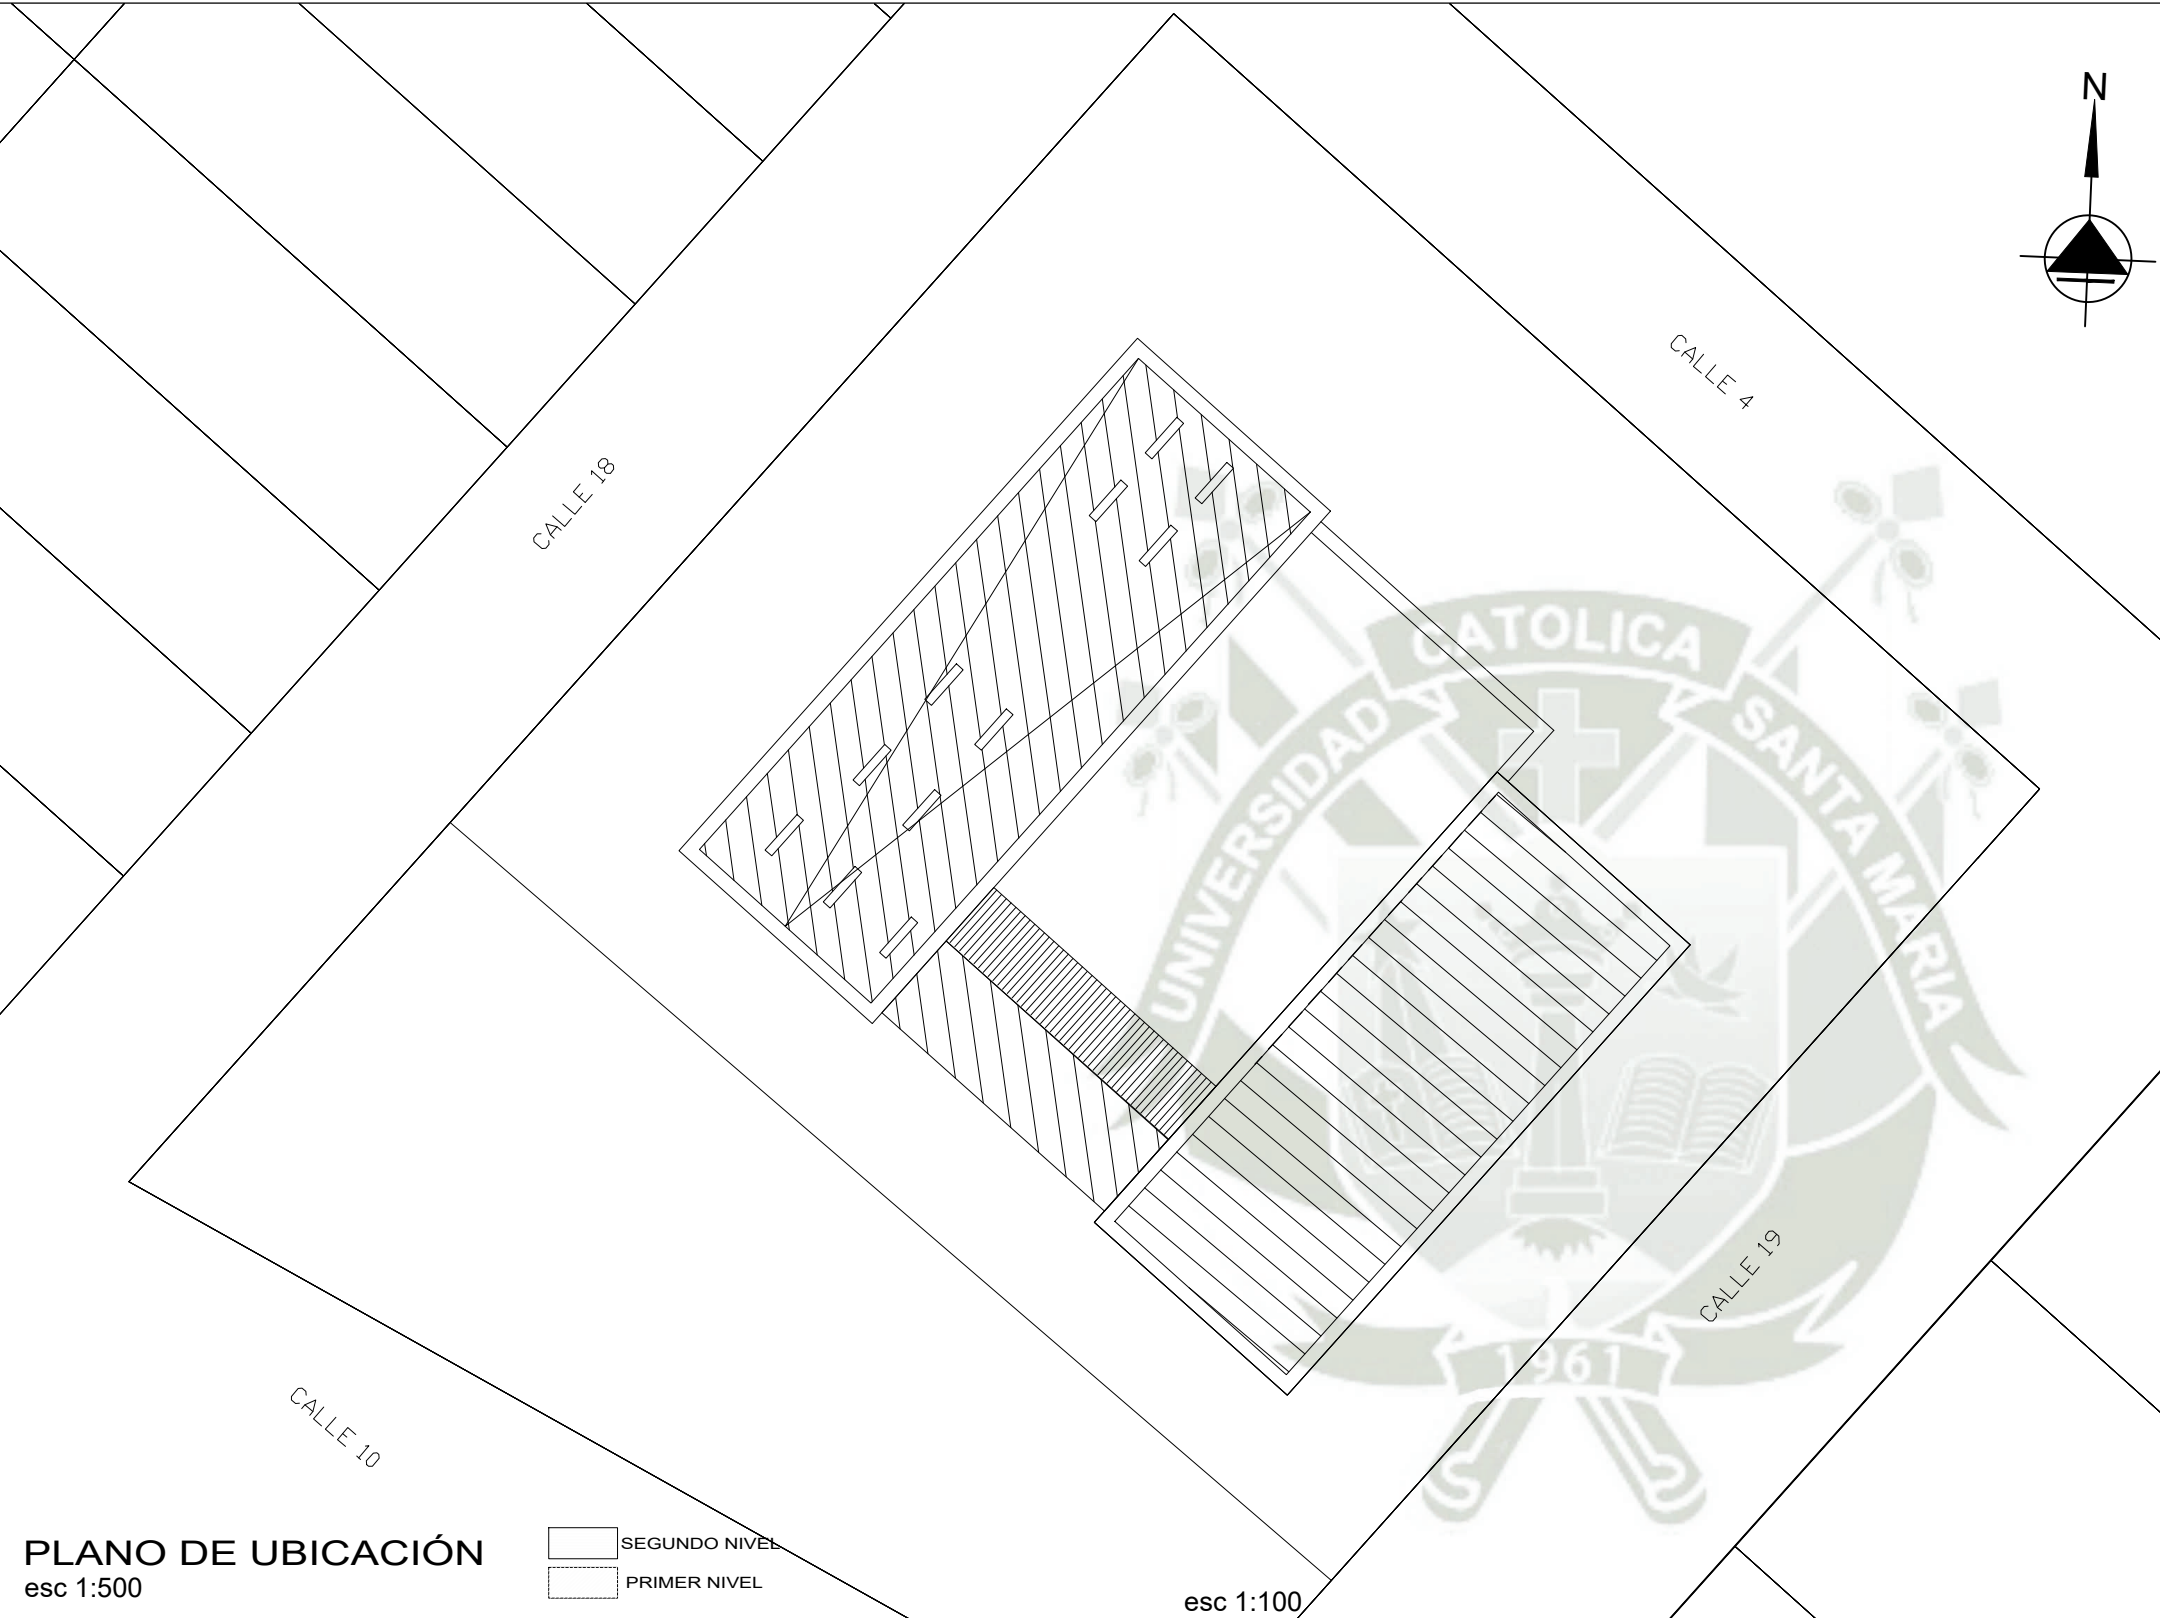 N
CALLE 4
CALLE 18
UNIVERSIDAD CATOLICA SANTA MARIA
1961
CALLE 19
CALLE 10
PLANO DE UBICACIÓN
esc 1:500
SEGUNDO NIVEL
PRIMER NIVEL
esc 1:100